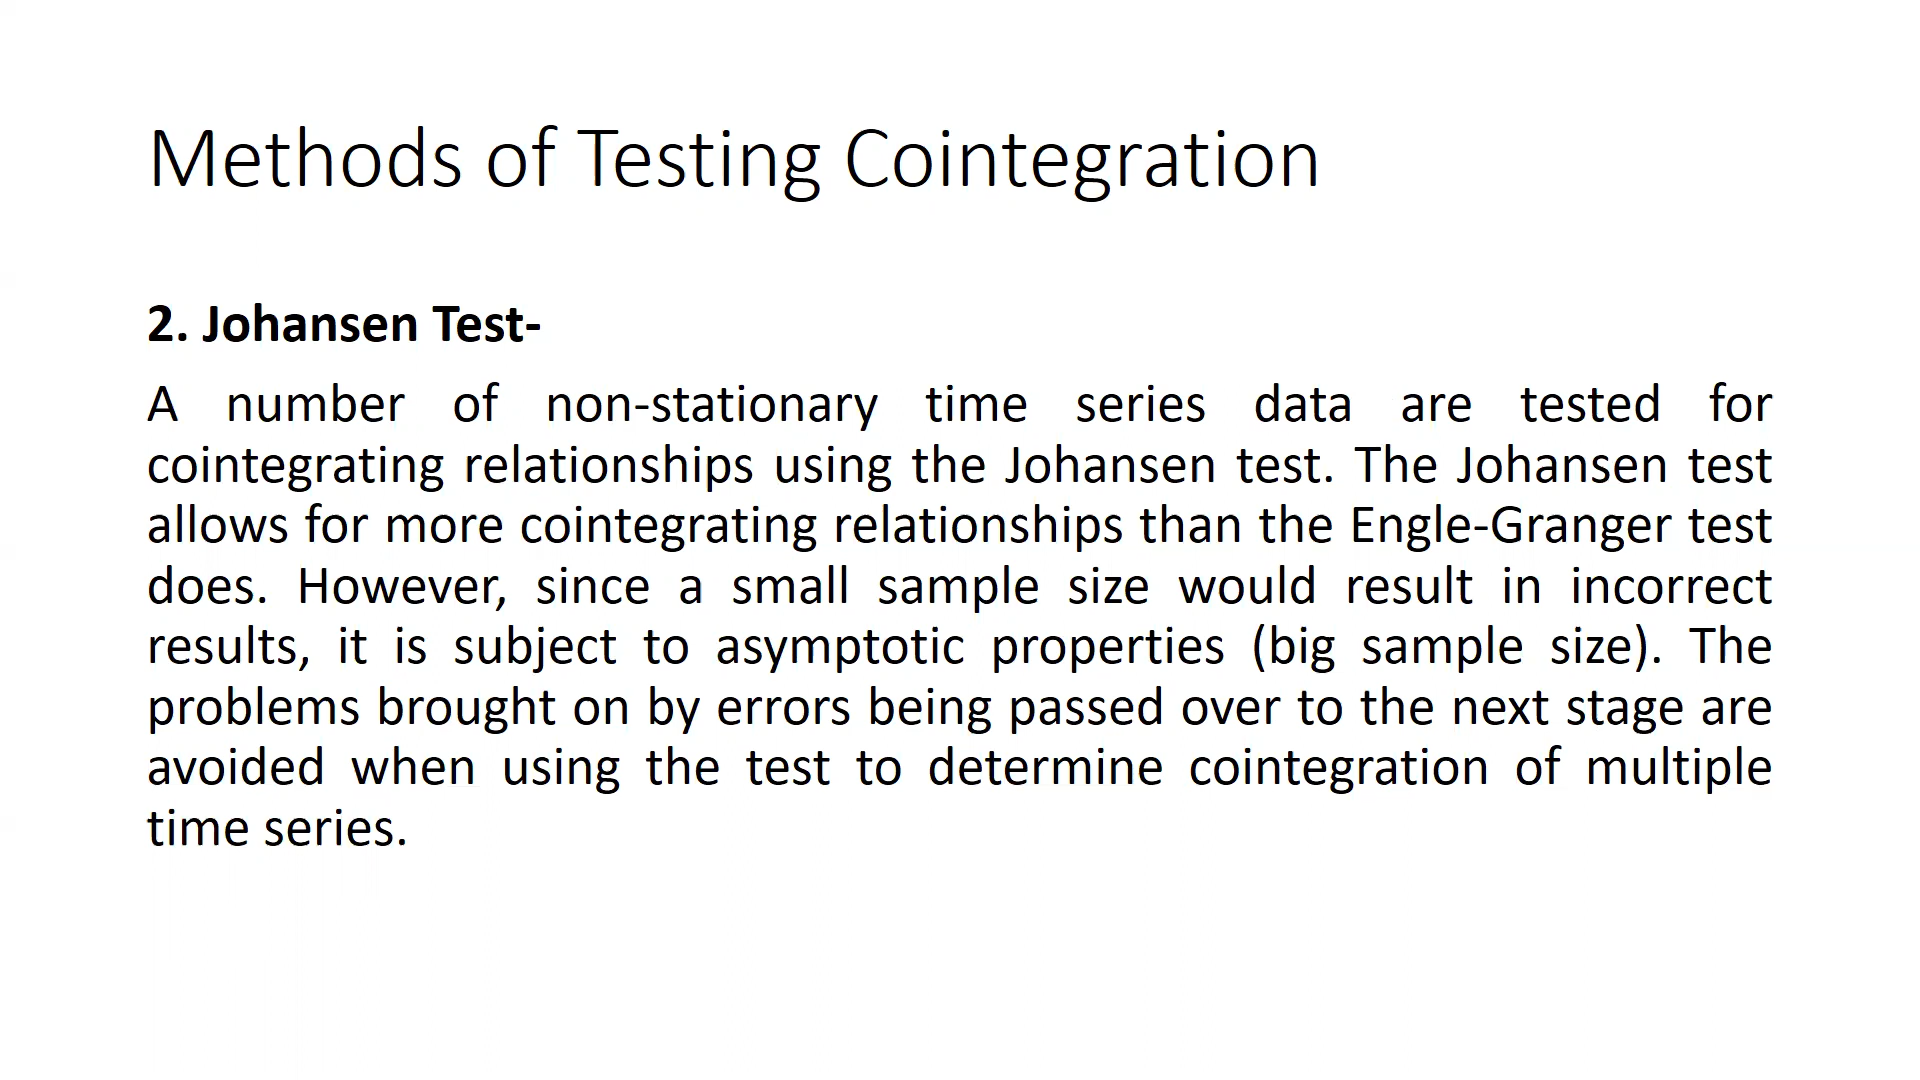 Methods of Testing Cointegration
2. Johansen Test-
A number of non-stationary time series data are tested for
cointegrating relationships using the Johansen test. The Johansen test
allows for more cointegrating relationships than the Engle-Granger test
does. However, since a small sample size would result in incorrect
results, it is subject to asymptotic properties (big sample size). The
problems brought on by errors being passed over to the next stage are
avoided when using the test to determine cointegration of multiple
time series.